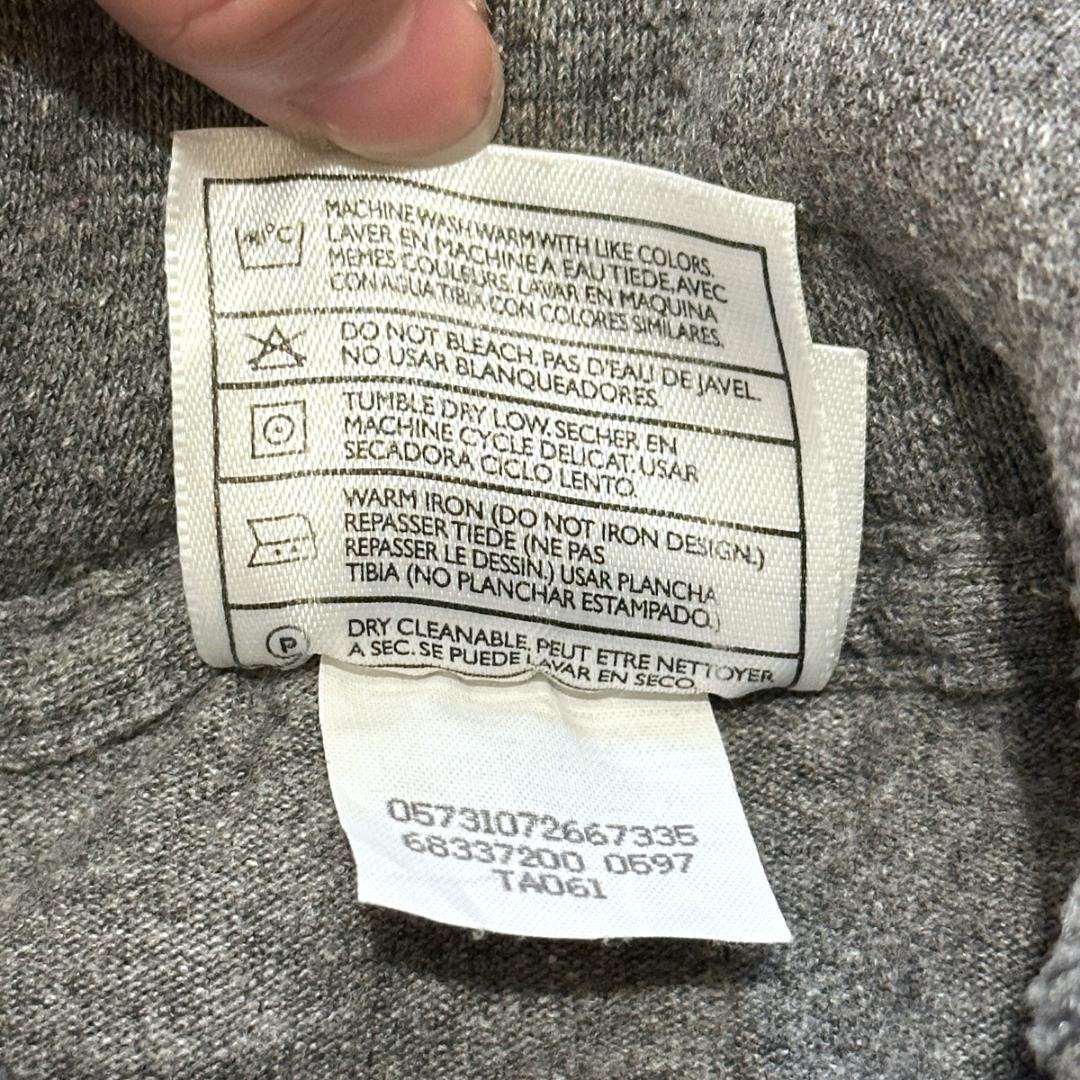 MACHINE WASH WARM WITH LIKE COLORS.
LAVER EN MACHINE A EAU TIEDE, AVEC
MEMES COULEURS. LAVAR EN MAQUINA
CON AGUA TIBIA CON COLORES SIMILARES.
DO NOT BLEACH. PAS D'EAU DE JAVEL.
NO USAR BLANQUEADORES.
TUMBLE DRY LOW. SECHER EN
MACHINE CYCLE DELICAT. USAR
SECADORA CICLO LENTO.
WARM IRON (DO NOT IRON DESIGN.)
REPASSER TIEDE (NE PAS
REPASSER LE DESSIN.) USAR PLANCHA
TIBIA (NO PLANCHAR ESTAMPADO.)
P
DRY CLEANABLE. PEUT ETRE NETTOYER
A SEC. SE PUEDE LAVAR EN SECO
05731072667335
68337200 0597
TA061